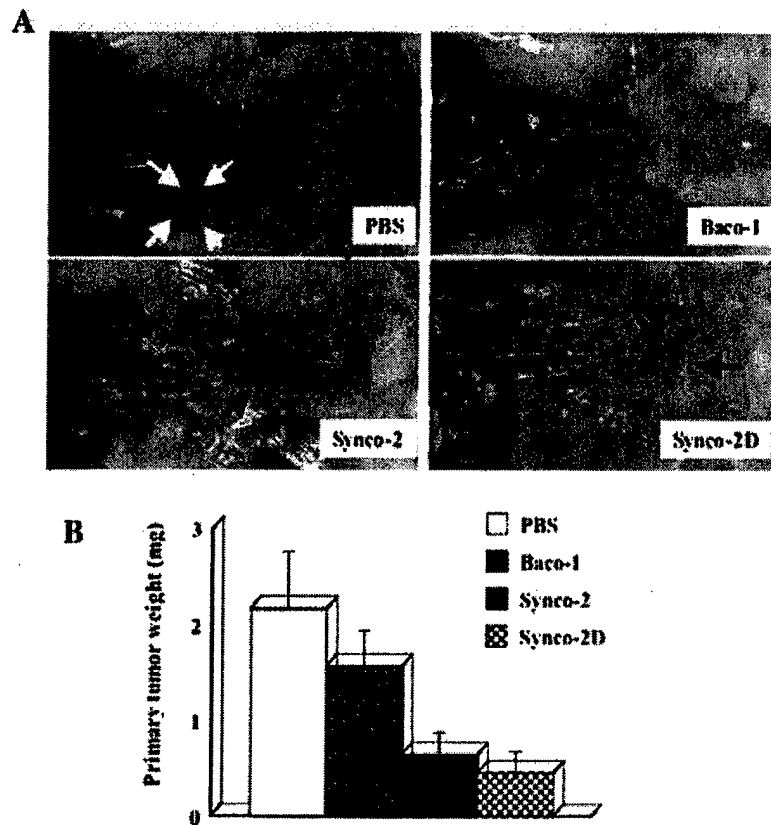 A
PBS
Baco-1
Synco-2
Synco-2D
B
Primary tumor weight (mg)
3
2
1
0
PBS
Baco-1
Synco-2
Synco-2D